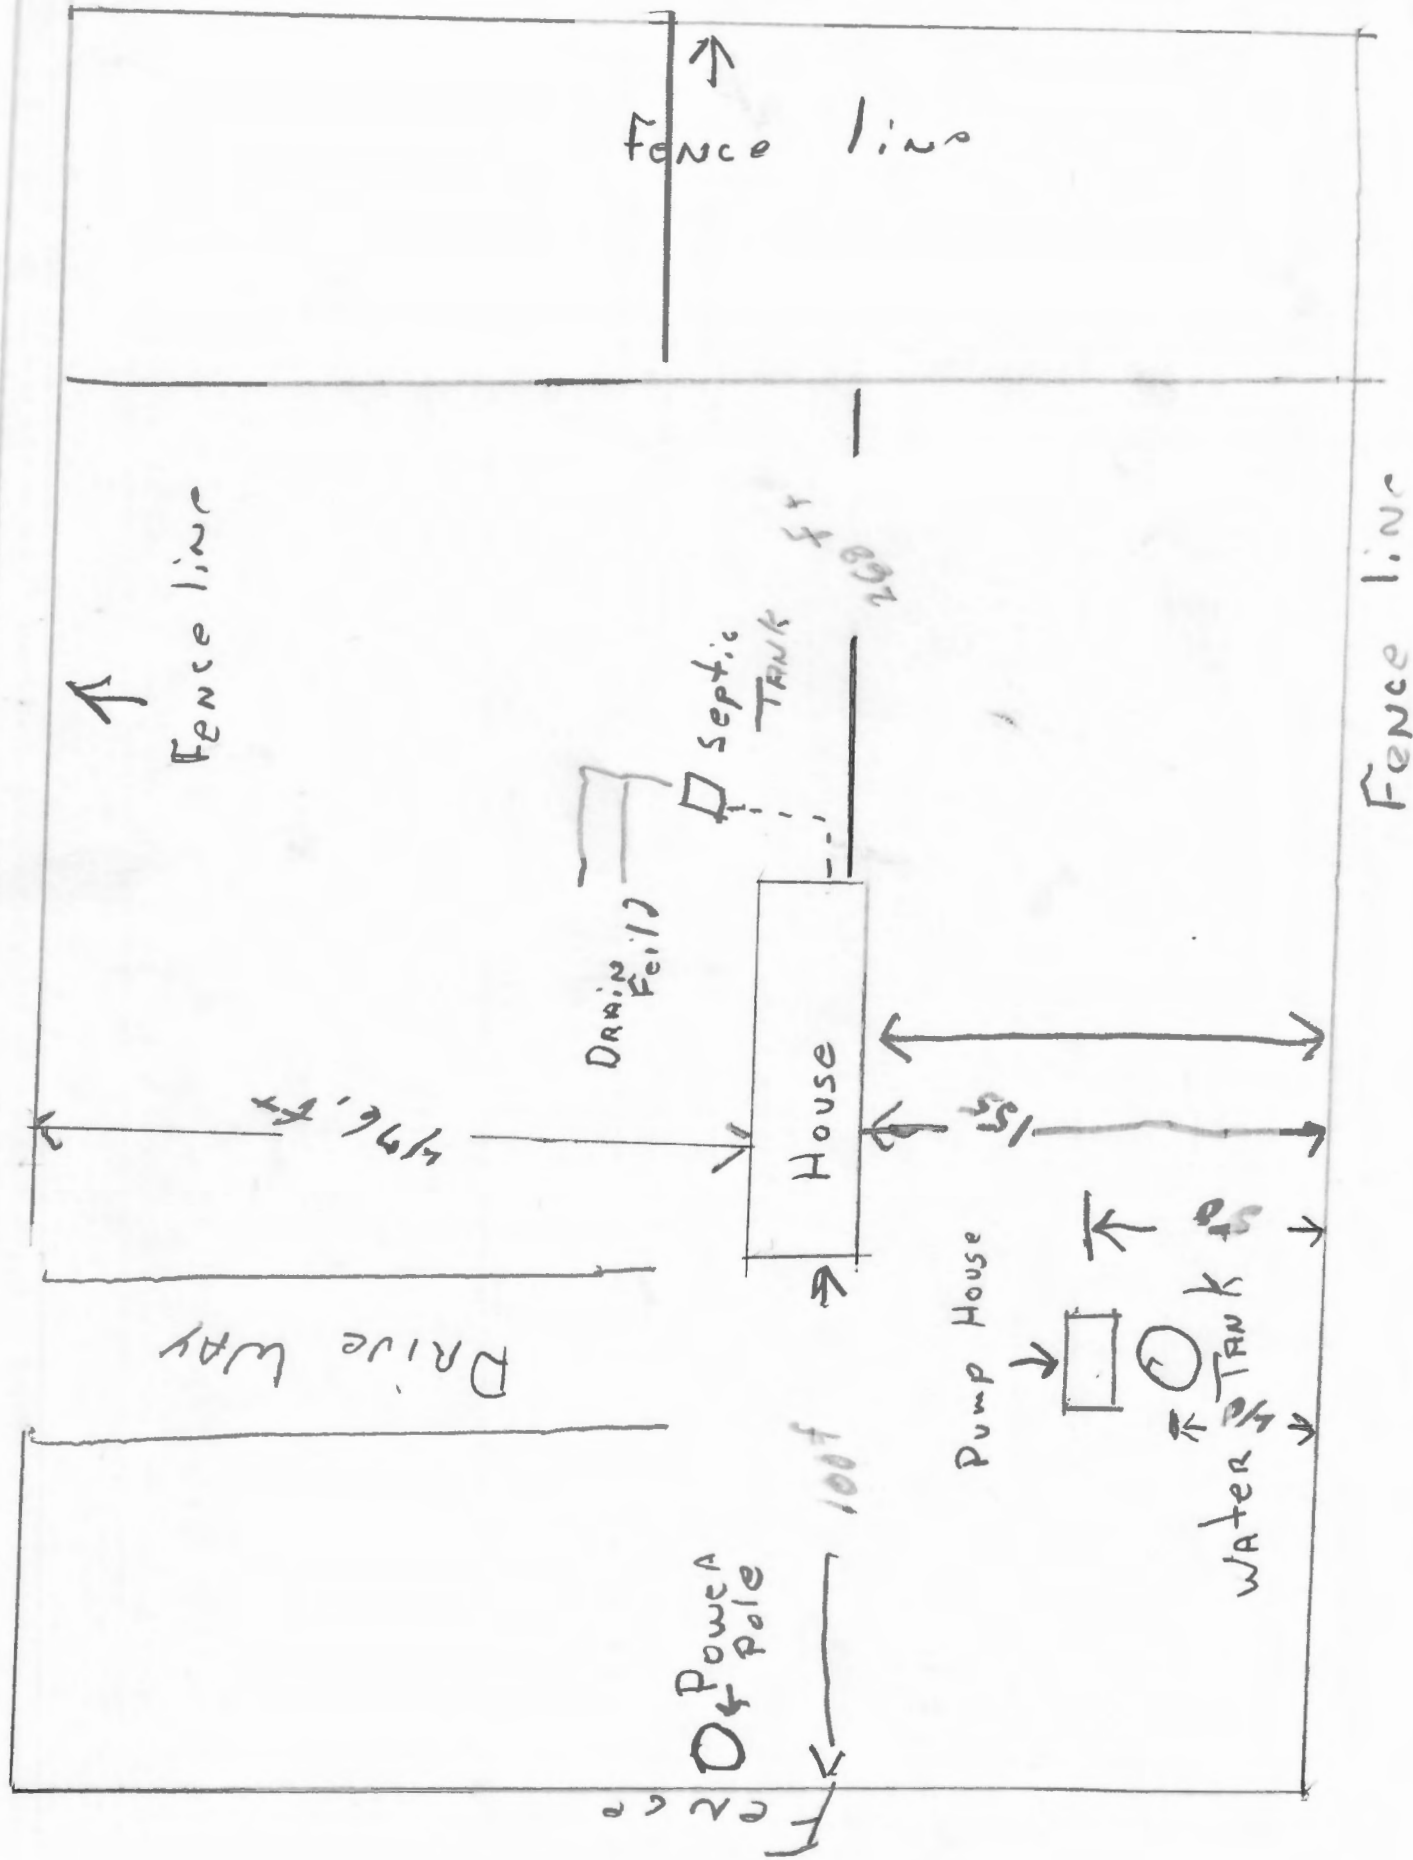 Fence line
Fence line
Septic
TANK
268 ft
DRAiN
Feild
476, Ft
House
155
Fence line
DRive WAY
Pump House
WAter TANK
100 f
Power
Pole
Fence